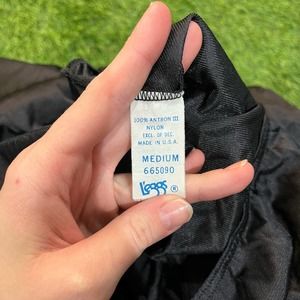 100% ANTRON III
NYLON
EXCL. OF DEC.
MADE IN U.S.A.
MEDIUM
665090
L'eggs ®